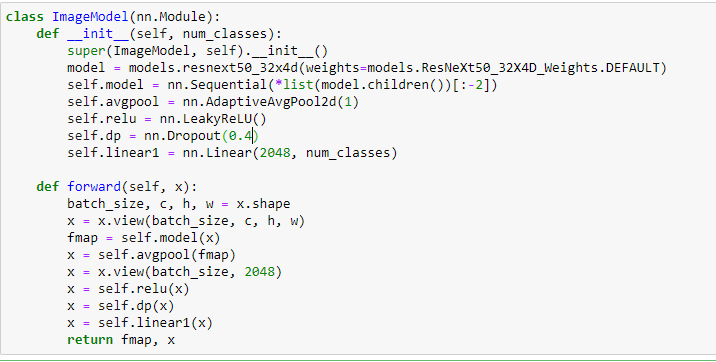 class ImageModel(nn.Module):
    def __init__(self, num_classes):
        super(ImageModel, self).__init__()
        model = models.resnext50_32x4d(weights=models.ResNeXt50_32X4D_Weights.DEFAULT)
        self.model = nn.Sequential(*list(model.children())[:-2])
        self.avgpool = nn.AdaptiveAvgPool2d(1)
        self.relu = nn.LeakyReLU()
        self.dp = nn.Dropout(0.4)
        self.linear1 = nn.Linear(2048, num_classes)

    def forward(self, x):
        batch_size, c, h, w = x.shape
        x = x.view(batch_size, c, h, w)
        fmap = self.model(x)
        x = self.avgpool(fmap)
        x = x.view(batch_size, 2048)
        x = self.relu(x)
        x = self.dp(x)
        x = self.linear1(x)
        return fmap, x